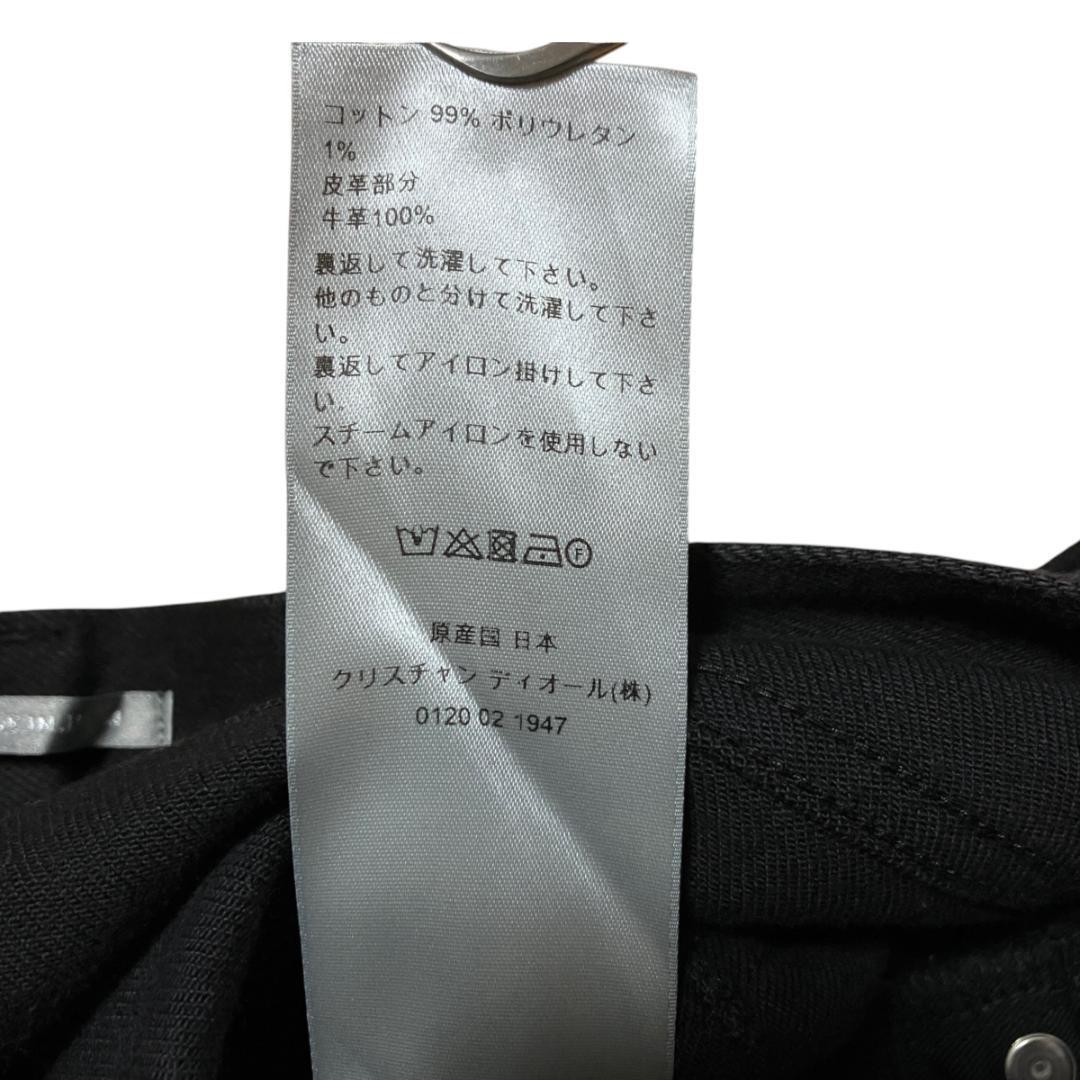 コットン 99% ポリウレタン
1%
皮革部分
牛革100%
裏返して洗濯して下さい。
他のものと分けて洗濯して下さ
い。
裏返してアイロン掛けして下さ
い。
スチームアイロンを使用しない
で下さい。
F
原産国 日本
クリスチャン ディオール(株)
0120 02 1947